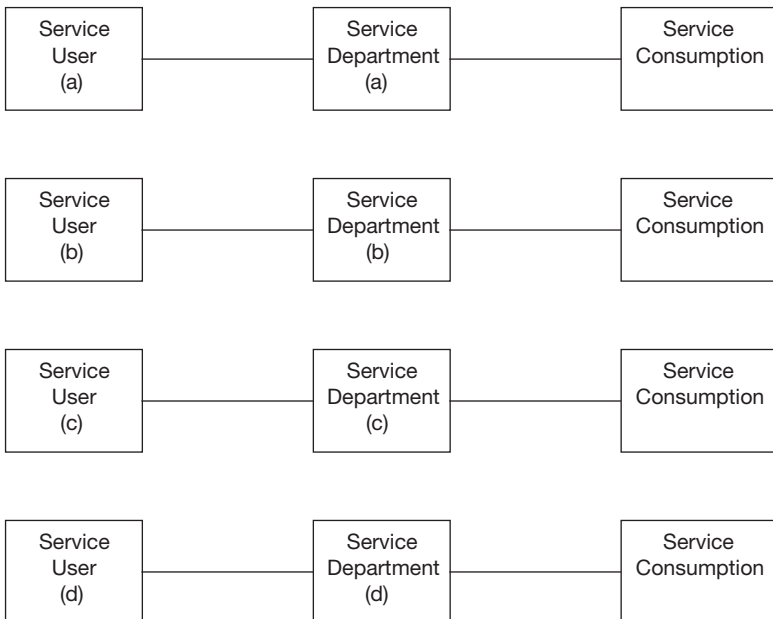 Service
User
(a)
Service
Department
(a)
Service
Consumption
Service
User
(b)
Service
Department
(b)
Service
Consumption
Service
User
(c)
Service
Department
(c)
Service
Consumption
Service
User
(d)
Service
Department
(d)
Service
Consumption